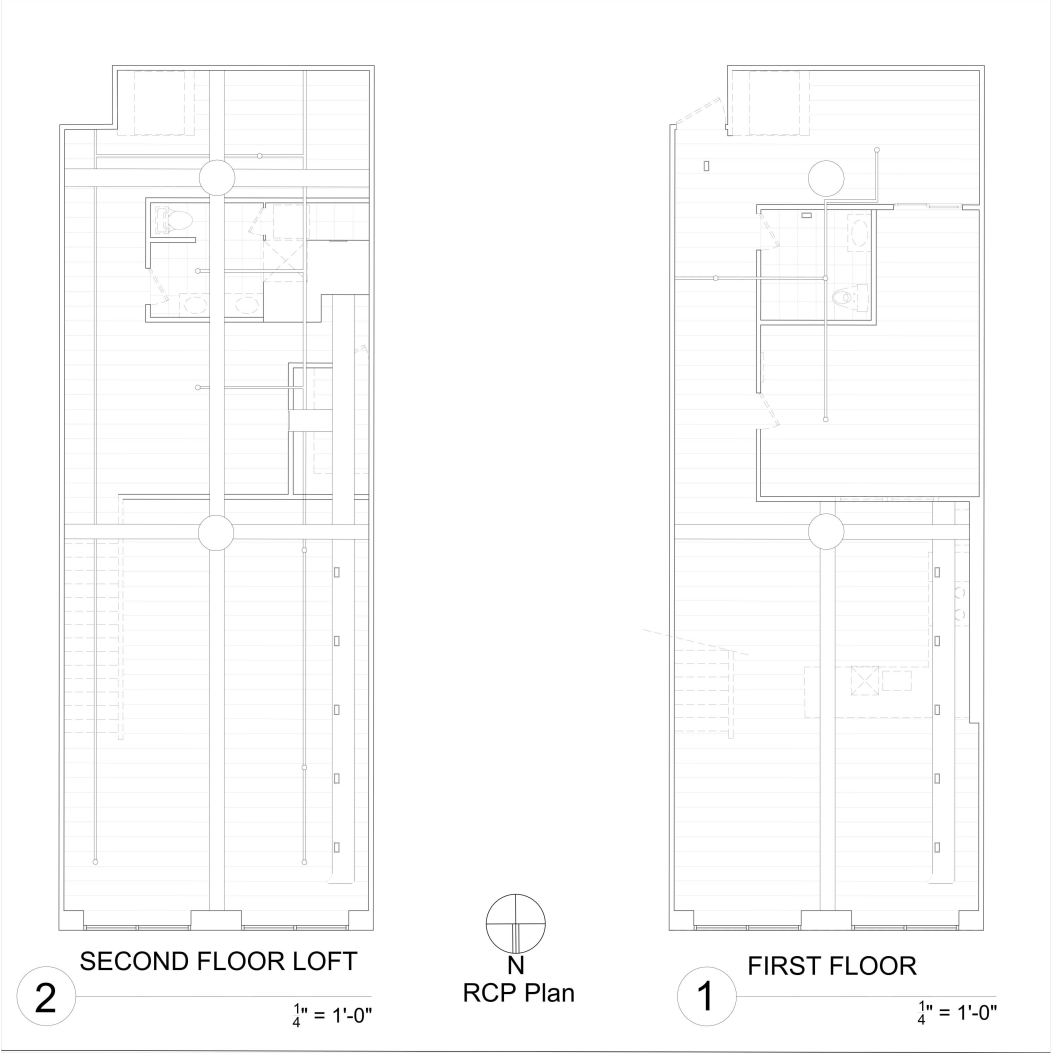 SECOND FLOOR LOFT
2
1/4" = 1'-0"
N
RCP Plan
FIRST FLOOR
1
1/4" = 1'-0"